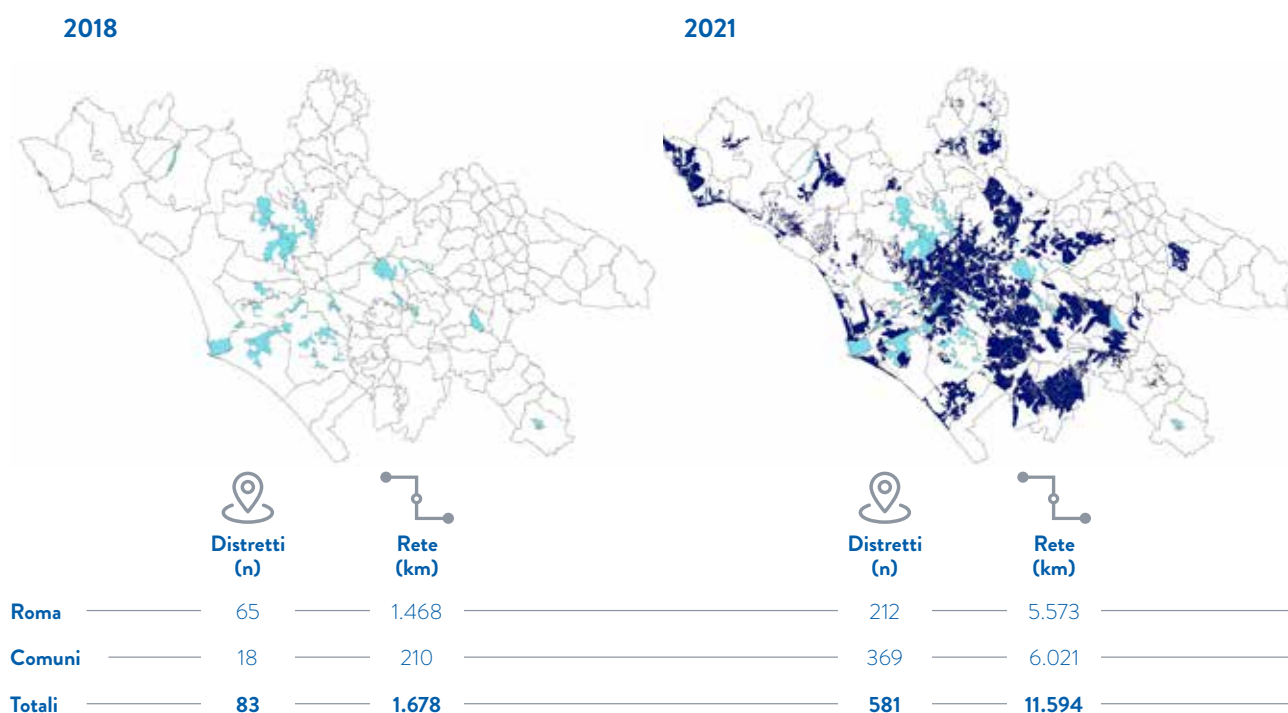 2018 2021
Distretti Rete Distretti Rete
(n) (km) (n) (km)
Roma 65 1.468 212 5.573
Comuni 18 210 369 6.021
Totali 83 1.678 581 11.594